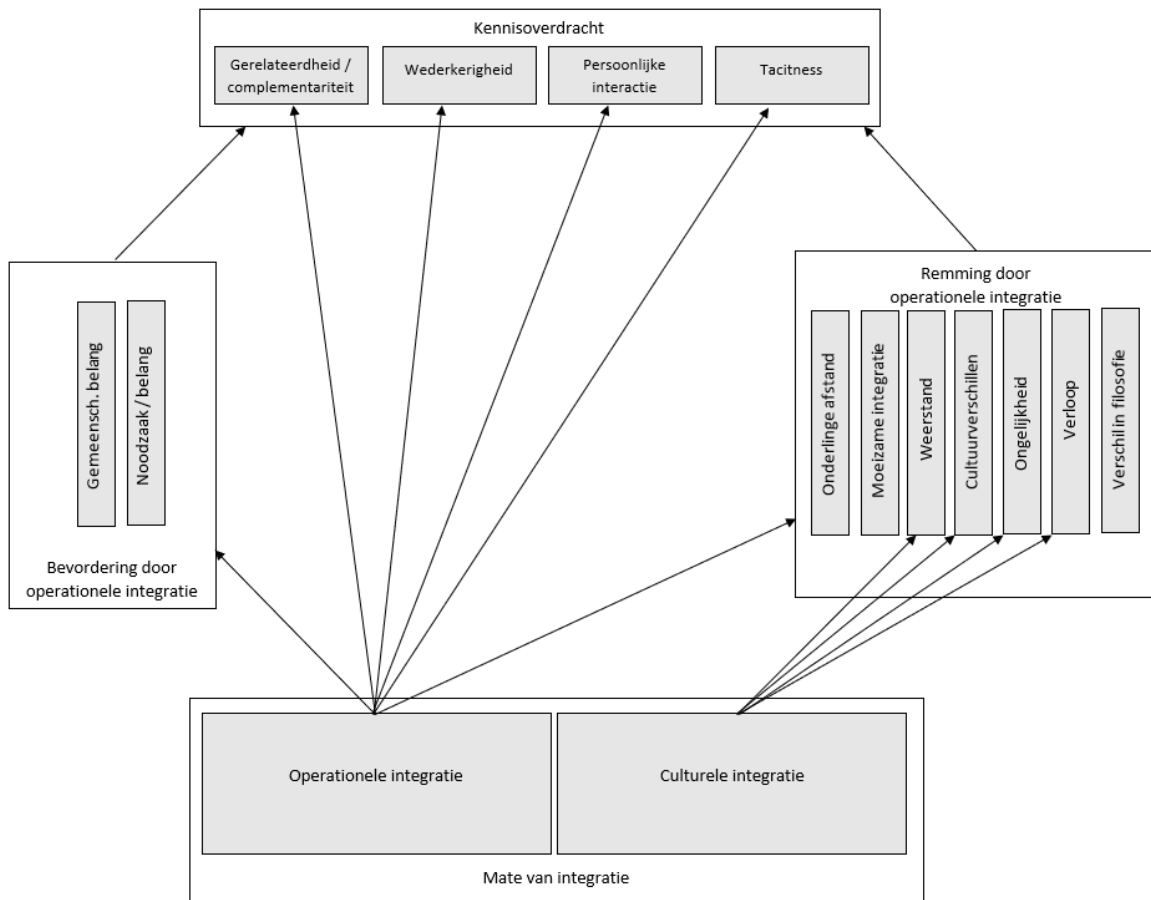 Kennisoverdracht
Gerelateerdheid /
complementariteit
Wederkerigheid
Persoonlijke
interactie
Tacitness
Gemeensch. belang
Noodzaak / belang
Bevordering door
operationele integratie
Remming door
operationele integratie
Onderlinge afstand
Moeizame integratie
Weerstand
Cultuurverschillen
Ongelijkheid
Verloop
Verschil in filosofie
Operationele integratie
Culturele integratie
Mate van integratie